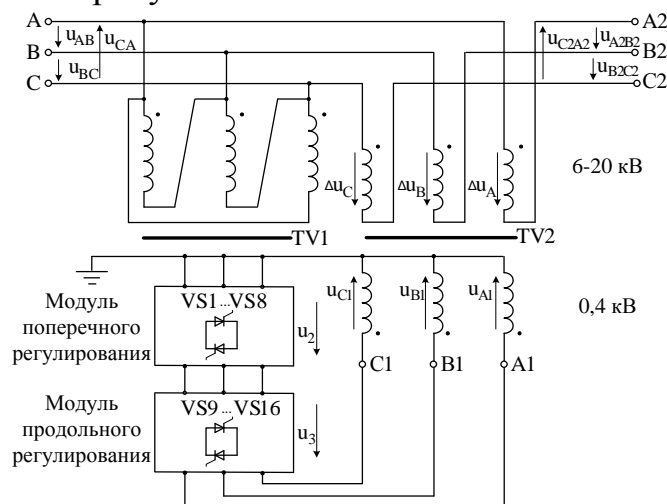 A
A2
u_AB
u_CA
u_C2A2
u_A2B2
B
B2
u_BC
u_B2C2
C
C2
6-20 кВ
Δu_C
Δu_B
Δu_A
TV1
TV2
Модуль
поперечного
регулирования
VS1...VS8
u_2
u_C1
u_B1
u_A1
0,4 кВ
C1
B1
A1
Модуль
продольного
регулирования
VS9...VS16
u_3